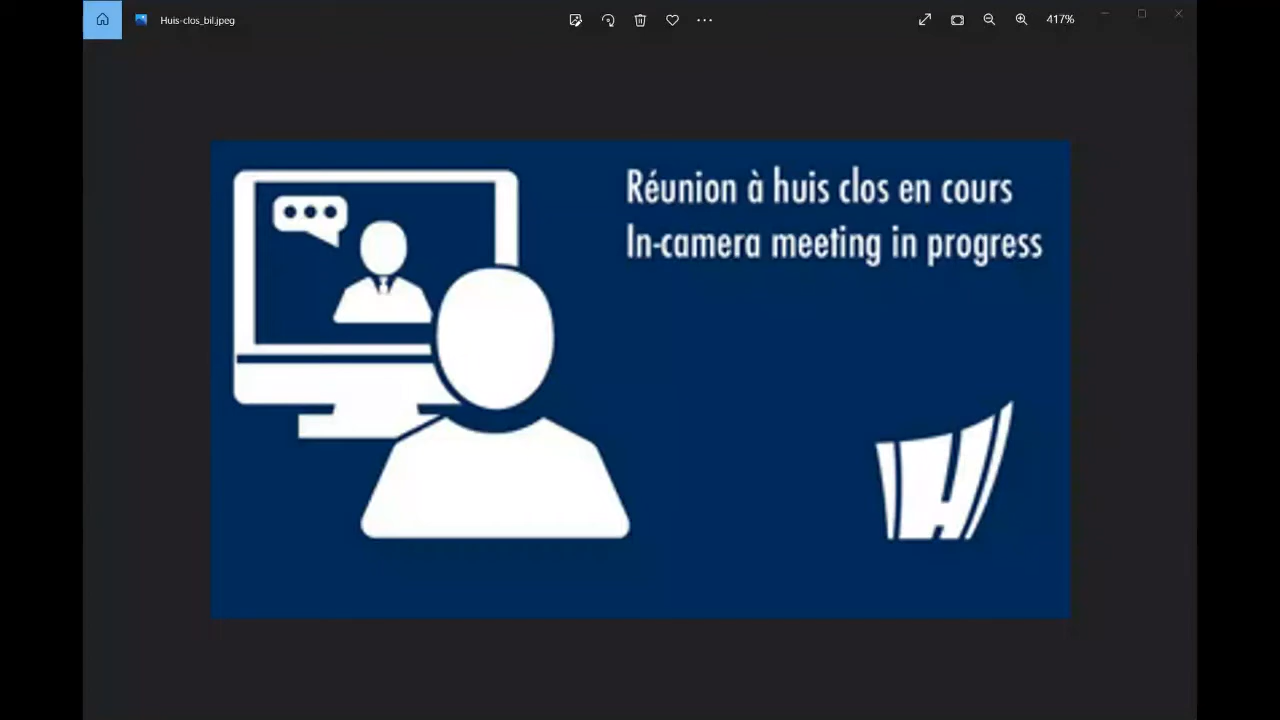 Huis-clos_bil.jpeg
417%
Réunion à huis clos en cours
In-camera meeting in progress
H